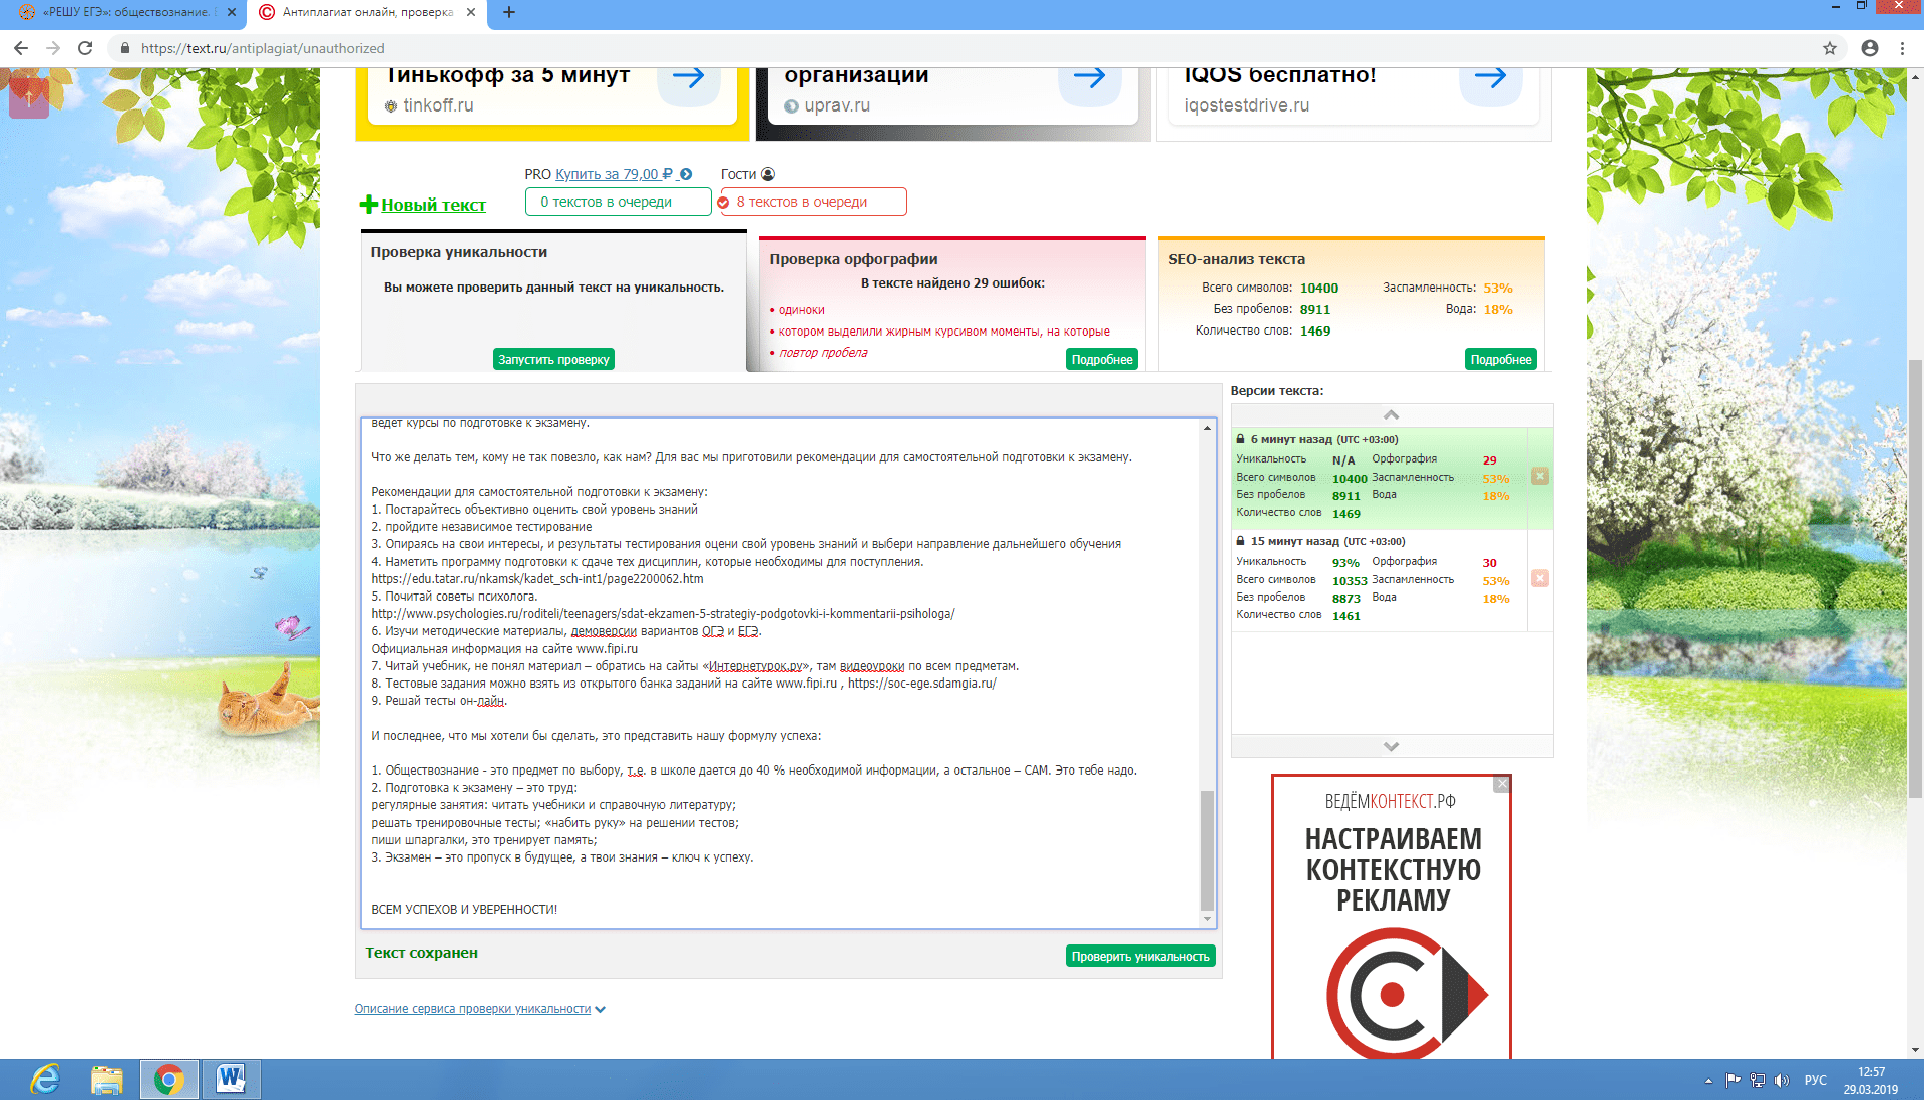 «РЕШУ ЕГЭ»: обществознание.
Антиплагиат онлайн, проверка
https://text.ru/antiplagiat/unauthorized
Тинькофф за 5 минут
tinkoff.ru
организации
uprav.ru
IQOS бесплатно!
iqostestdrive.ru
PRO Купить за 79,00 ₽
Гости
Новый текст
0 текстов в очереди
8 текстов в очереди
Проверка уникальности
Вы можете проверить данный текст на уникальность.
Запустить проверку
Проверка орфографии
В тексте найдено 29 ошибок:
• одиноки
• котором выделили жирным курсивом моменты, на которые
• повтор пробела
Подробнее
SEO-анализ текста
Всего символов: 10400 Заспамленность: 53%
Без пробелов: 8911 Вода: 18%
Количество слов: 1469
Подробнее
ведет курсы по подготовке к экзамену.
Что же делать тем, кому не так повезло, как нам? Для вас мы приготовили рекомендации для самостоятельной подготовки к экзамену.
Рекомендации для самостоятельной подготовки к экзамену:
1. Постарайтесь объективно оценить свой уровень знаний
2. пройдите независимое тестирование
3. Опираясь на свои интересы, и результаты тестирования оцени свой уровень знаний и выбери направление дальнейшего обучения
4. Наметить программу подготовки к сдаче тех дисциплин, которые необходимы для поступления.
https://edu.tatar.ru/nkamsk/kadet_sch-int1/page2200062.htm
5. Почитай советы психолога.
http://www.psychologies.ru/roditeli/teenagers/sdat-ekzamen-5-strategiy-podgotovki-i-kommentarii-psihologa/
6. Изучи методические материалы, демоверсии вариантов ОГЭ и ЕГЭ.
Официальная информация на сайте www.fipi.ru
7. Читай учебник, не понял материал – обратись на сайты «Интернетурок.ру», там видеоуроки по всем предметам.
8. Тестовые задания можно взять из открытого банка заданий на сайте www.fipi.ru , https://soc-ege.sdamgia.ru/
9. Решай тесты он-лайн.
И последнее, что мы хотели бы сделать, это представить нашу формулу успеха:
1. Обществознание - это предмет по выбору, т.е. в школе дается до 40 % необходимой информации, а остальное – САМ. Это тебе надо.
2. Подготовка к экзамену – это труд:
регулярные занятия: читать учебники и справочную литературу;
решать тренировочные тесты; «набить руку» на решении тестов;
пиши шпаргалки, это тренирует память;
3. Экзамен – это пропуск в будущее, а твои знания – ключ к успеху.
ВСЕМ УСПЕХОВ И УВЕРЕННОСТИ!
Текст сохранен
Проверить уникальность
Описание сервиса проверки уникальности
Версии текста:
6 минут назад (UTC +03:00)
Уникальность N/A Орфография 29
Всего символов 10400 Заспамленность 53%
Без пробелов 8911 Вода 18%
Количество слов 1469
15 минут назад (UTC +03:00)
Уникальность 93% Орфография 30
Всего символов 10353 Заспамленность 53%
Без пробелов 8873 Вода 18%
Количество слов 1461
ВЕДЁМКОНТЕКСТ.РФ
НАСТРАИВАЕМ
КОНТЕКСТНУЮ
РЕКЛАМУ
РУС
12:57
29.03.2019